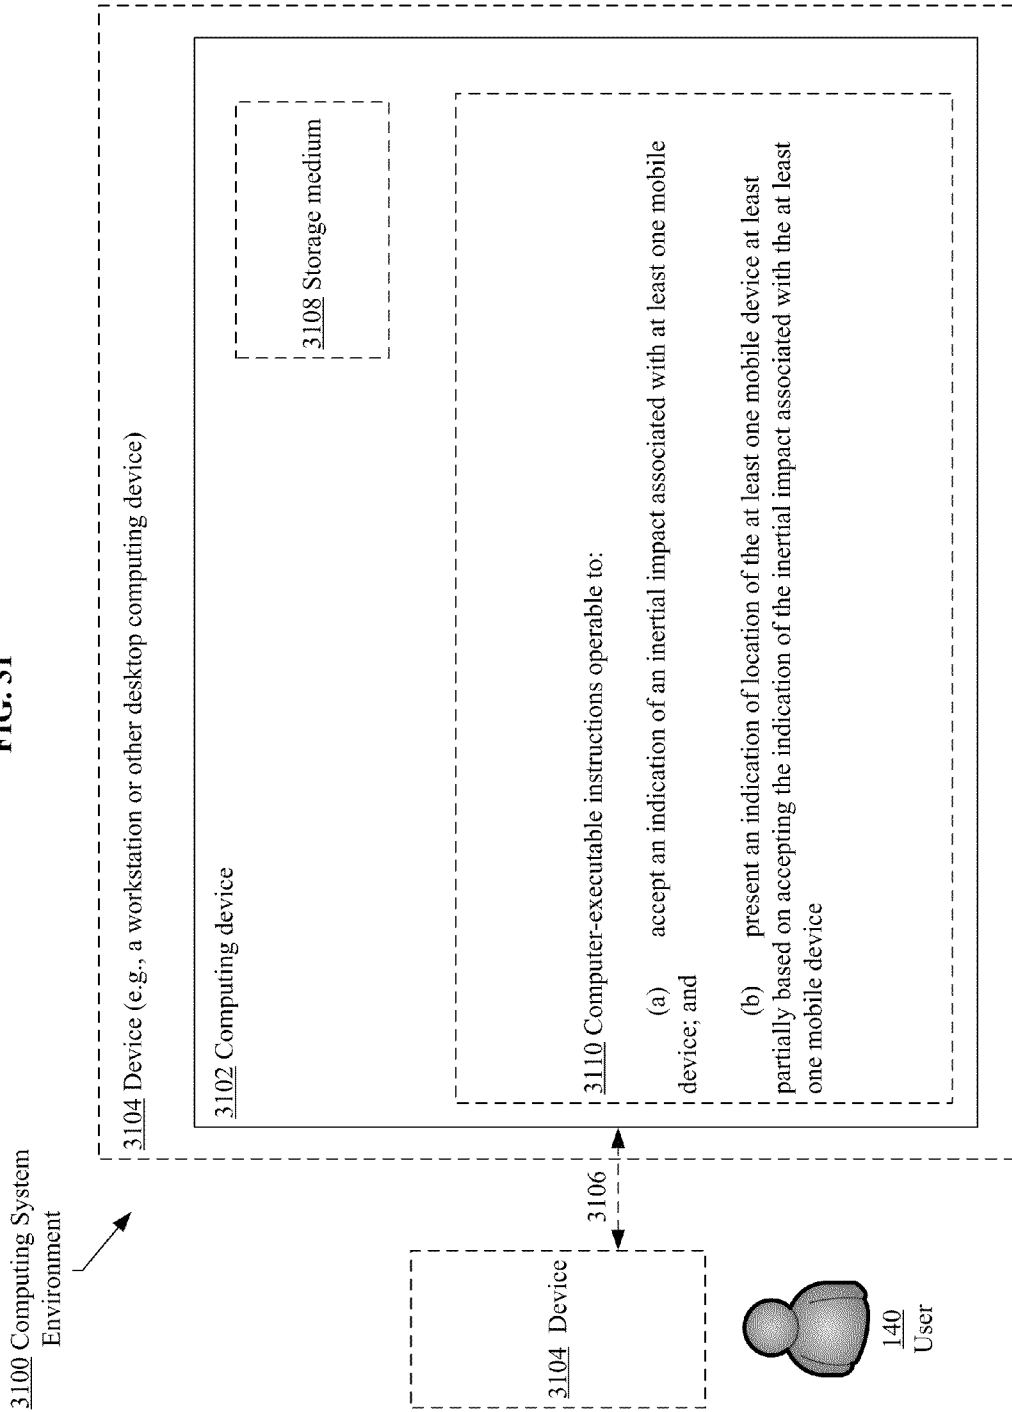 FIG. 31
3100 Computing System
Environment
3104 Device (e.g., a workstation or other desktop computing device)
3102 Computing device
3108 Storage medium
3110 Computer-executable instructions operable to:
(a) accept an indication of an inertial impact associated with at least one mobile
device; and
(b) present an indication of location of the at least one mobile device at least
partially based on accepting the indication of the inertial impact associated with the at least
one mobile device
3106
3104 Device
140
User